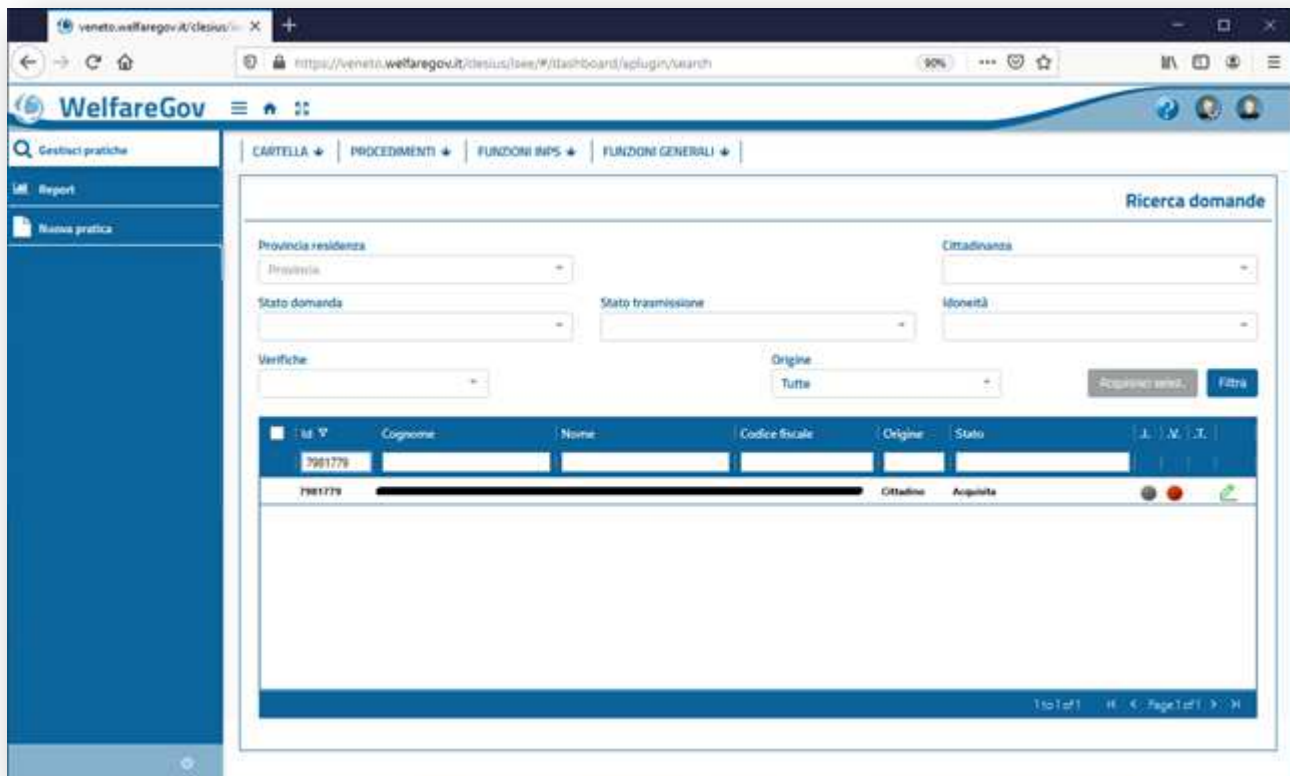 veneto.welfaregov.it/clesius/
https://veneto.welfaregov.it/clesius/isee/#/dashboard/aplugin/search 90%
WelfareGov
Gestisci pratiche
CARTELLA PROCEDIMENTI FUNZIONI INPS FUNZIONI GENERALI
Report
Nuova pratica
Ricerca domande
Provincia residenza Cittadinanza
Provincia
Stato domanda Stato trasmissione Idoneità
Verifiche Origine
Tutte Acquisisci selez. Filtra
Id Cognome Nome Codice fiscale Origine Stato .I. .V. .T.
7981779
7981779 Cittadino Acquisita
1 to 1 of 1 Page 1 of 1